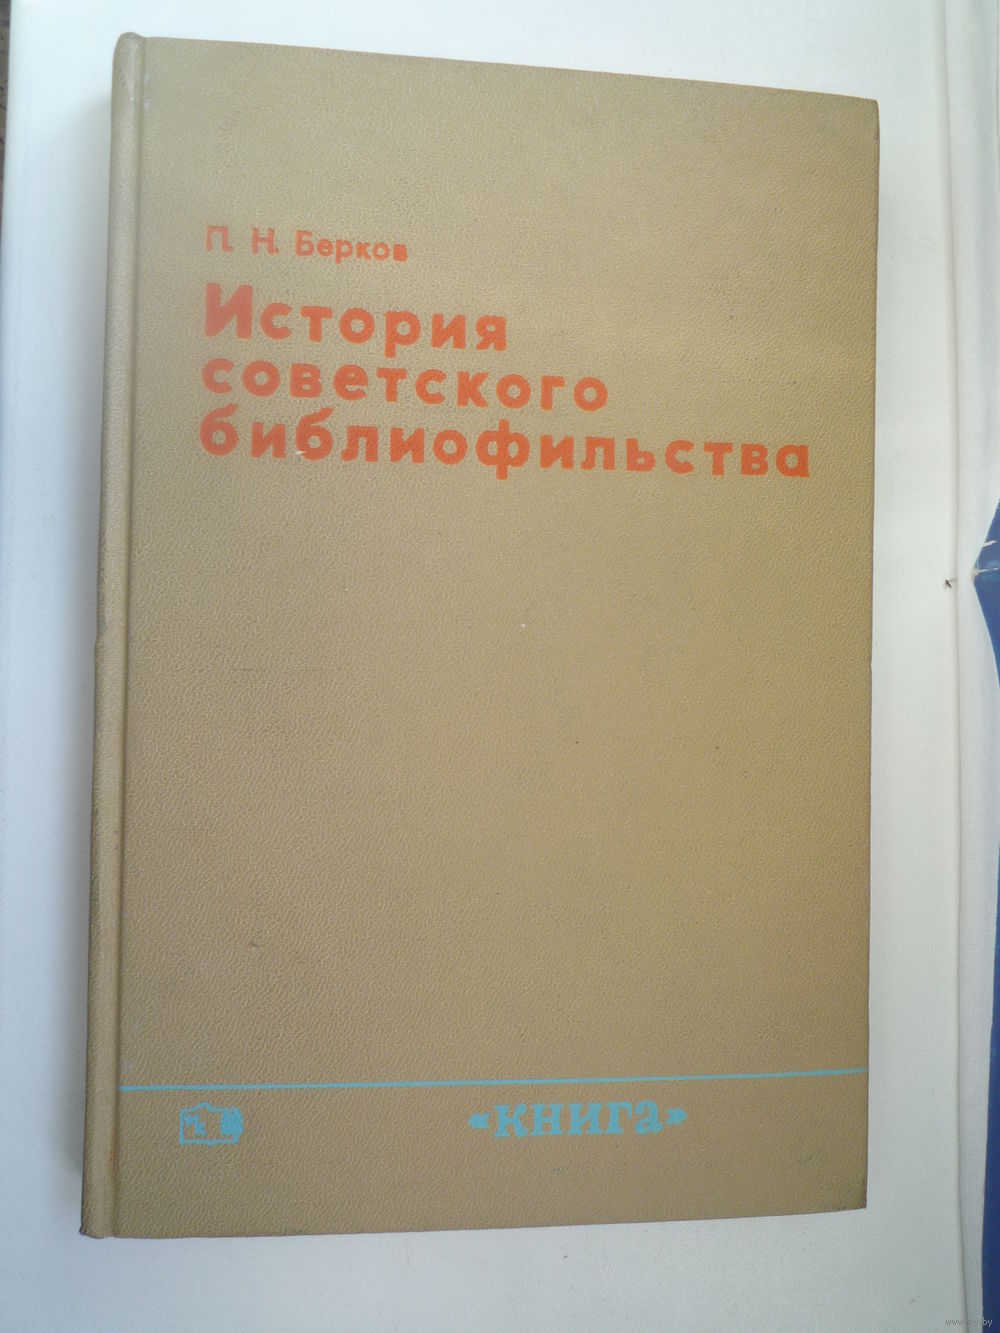 П. Н. Берков
История
советского
библиофильства
«книга»